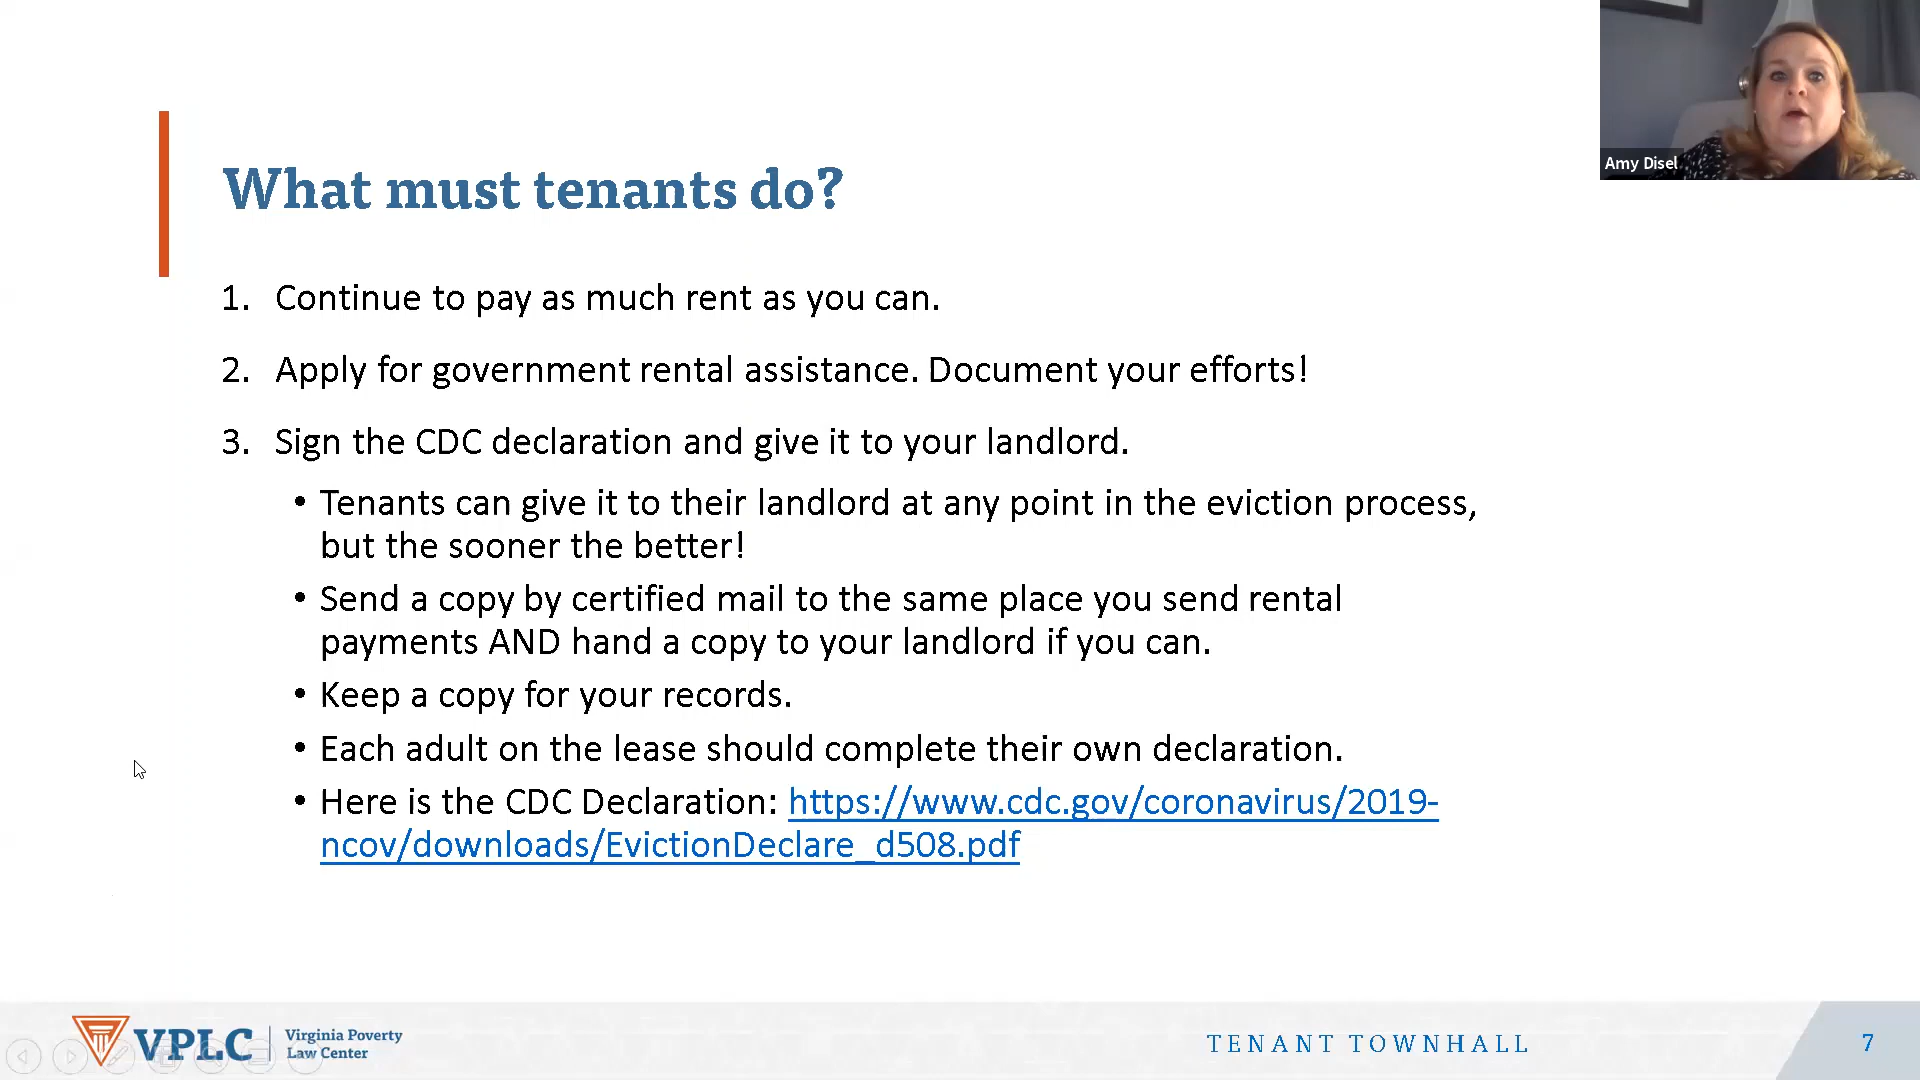 Amy Disel
What must tenants do?
1. Continue to pay as much rent as you can.
2. Apply for government rental assistance. Document your efforts!
3. Sign the CDC declaration and give it to your landlord.
• Tenants can give it to their landlord at any point in the eviction process,
but the sooner the better!
• Send a copy by certified mail to the same place you send rental
payments AND hand a copy to your landlord if you can.
• Keep a copy for your records.
• Each adult on the lease should complete their own declaration.
• Here is the CDC Declaration: https://www.cdc.gov/coronavirus/2019-
ncov/downloads/EvictionDeclare_d508.pdf
VPLC
Virginia Poverty
Law Center
TENANT TOWNHALL
7